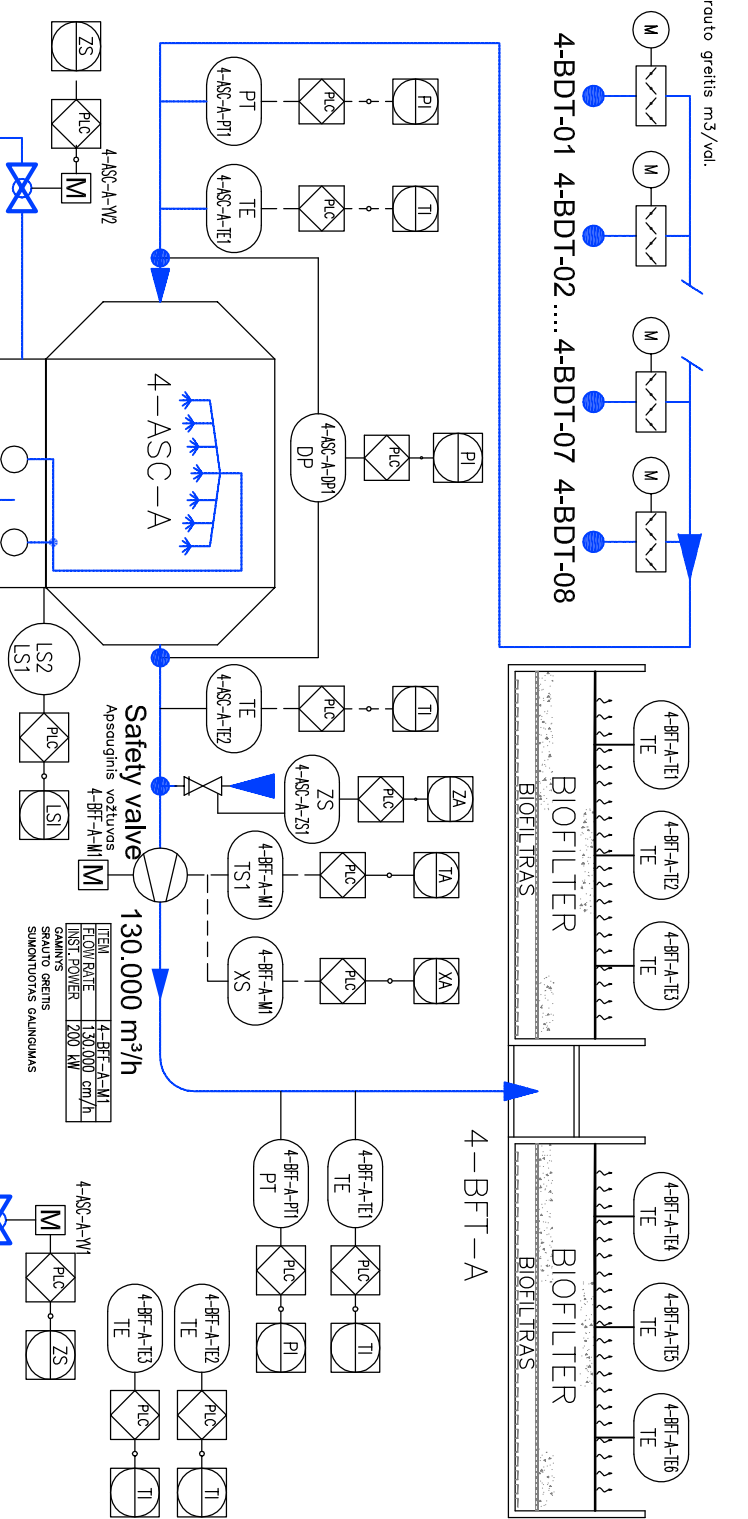 rauto greitis m3/val.
M
M
M
M
4-BDT-01 4-BDT-02 .... 4-BDT-07 4-BDT-08
ZS
PLC
M
4-ASC-A-YV2
PT
4-ASC-A-PT1
PLC
PI
TE
4-ASC-A-TE1
PLC
TI
4-ASC-A-DP1
DP
PLC
PI
4-ASC-A
LS2
LS1
PLC
LSI
TE
4-ASC-A-TE2
PLC
TI
ZS
4-ASC-A-ZS1
PLC
ZA
Safety valve
Apsauginis vožtuvas
4-BFF-A-M1
M
4-BFF-A-M1
TS1
PLC
TA
4-BFF-A-M1
XS
PLC
XA
130.000 m³/h
ITEM 4-BFF-A-M1
FLOW RATE 130.000 cm/h
INST. POWER 200 kW
GAMINYS
SRAUTO GREITIS
SUMONTUOTAS GALINGUMAS
4-BFT-A-TE1
TE
4-BFT-A-TE2
TE
4-BFT-A-TE3
TE
BIOFILTER
BIOFILTRAS
4-BFT-A
4-BFT-A-TE4
TE
4-BFT-A-TE5
TE
4-BFT-A-TE6
TE
BIOFILTER
BIOFILTRAS
4-BFF-A-TE1
TE
PLC
TI
4-BFF-A-PT1
PT
PLC
PI
4-BFF-A-TE2
TE
PLC
TI
4-BFF-A-TE3
TE
PLC
TI
4-ASC-A-YV1
M
PLC
ZS